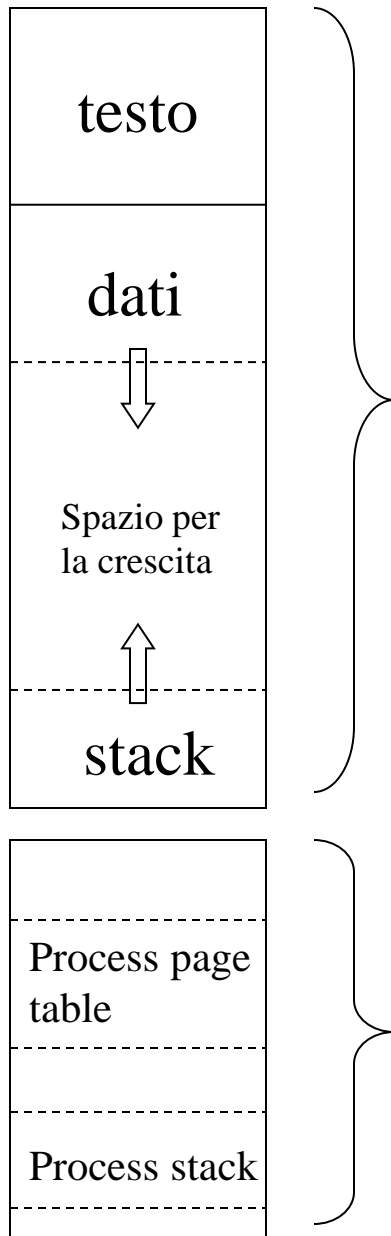 testo
dati
Spazio per
la crescita
stack
Process page
table
Process stack